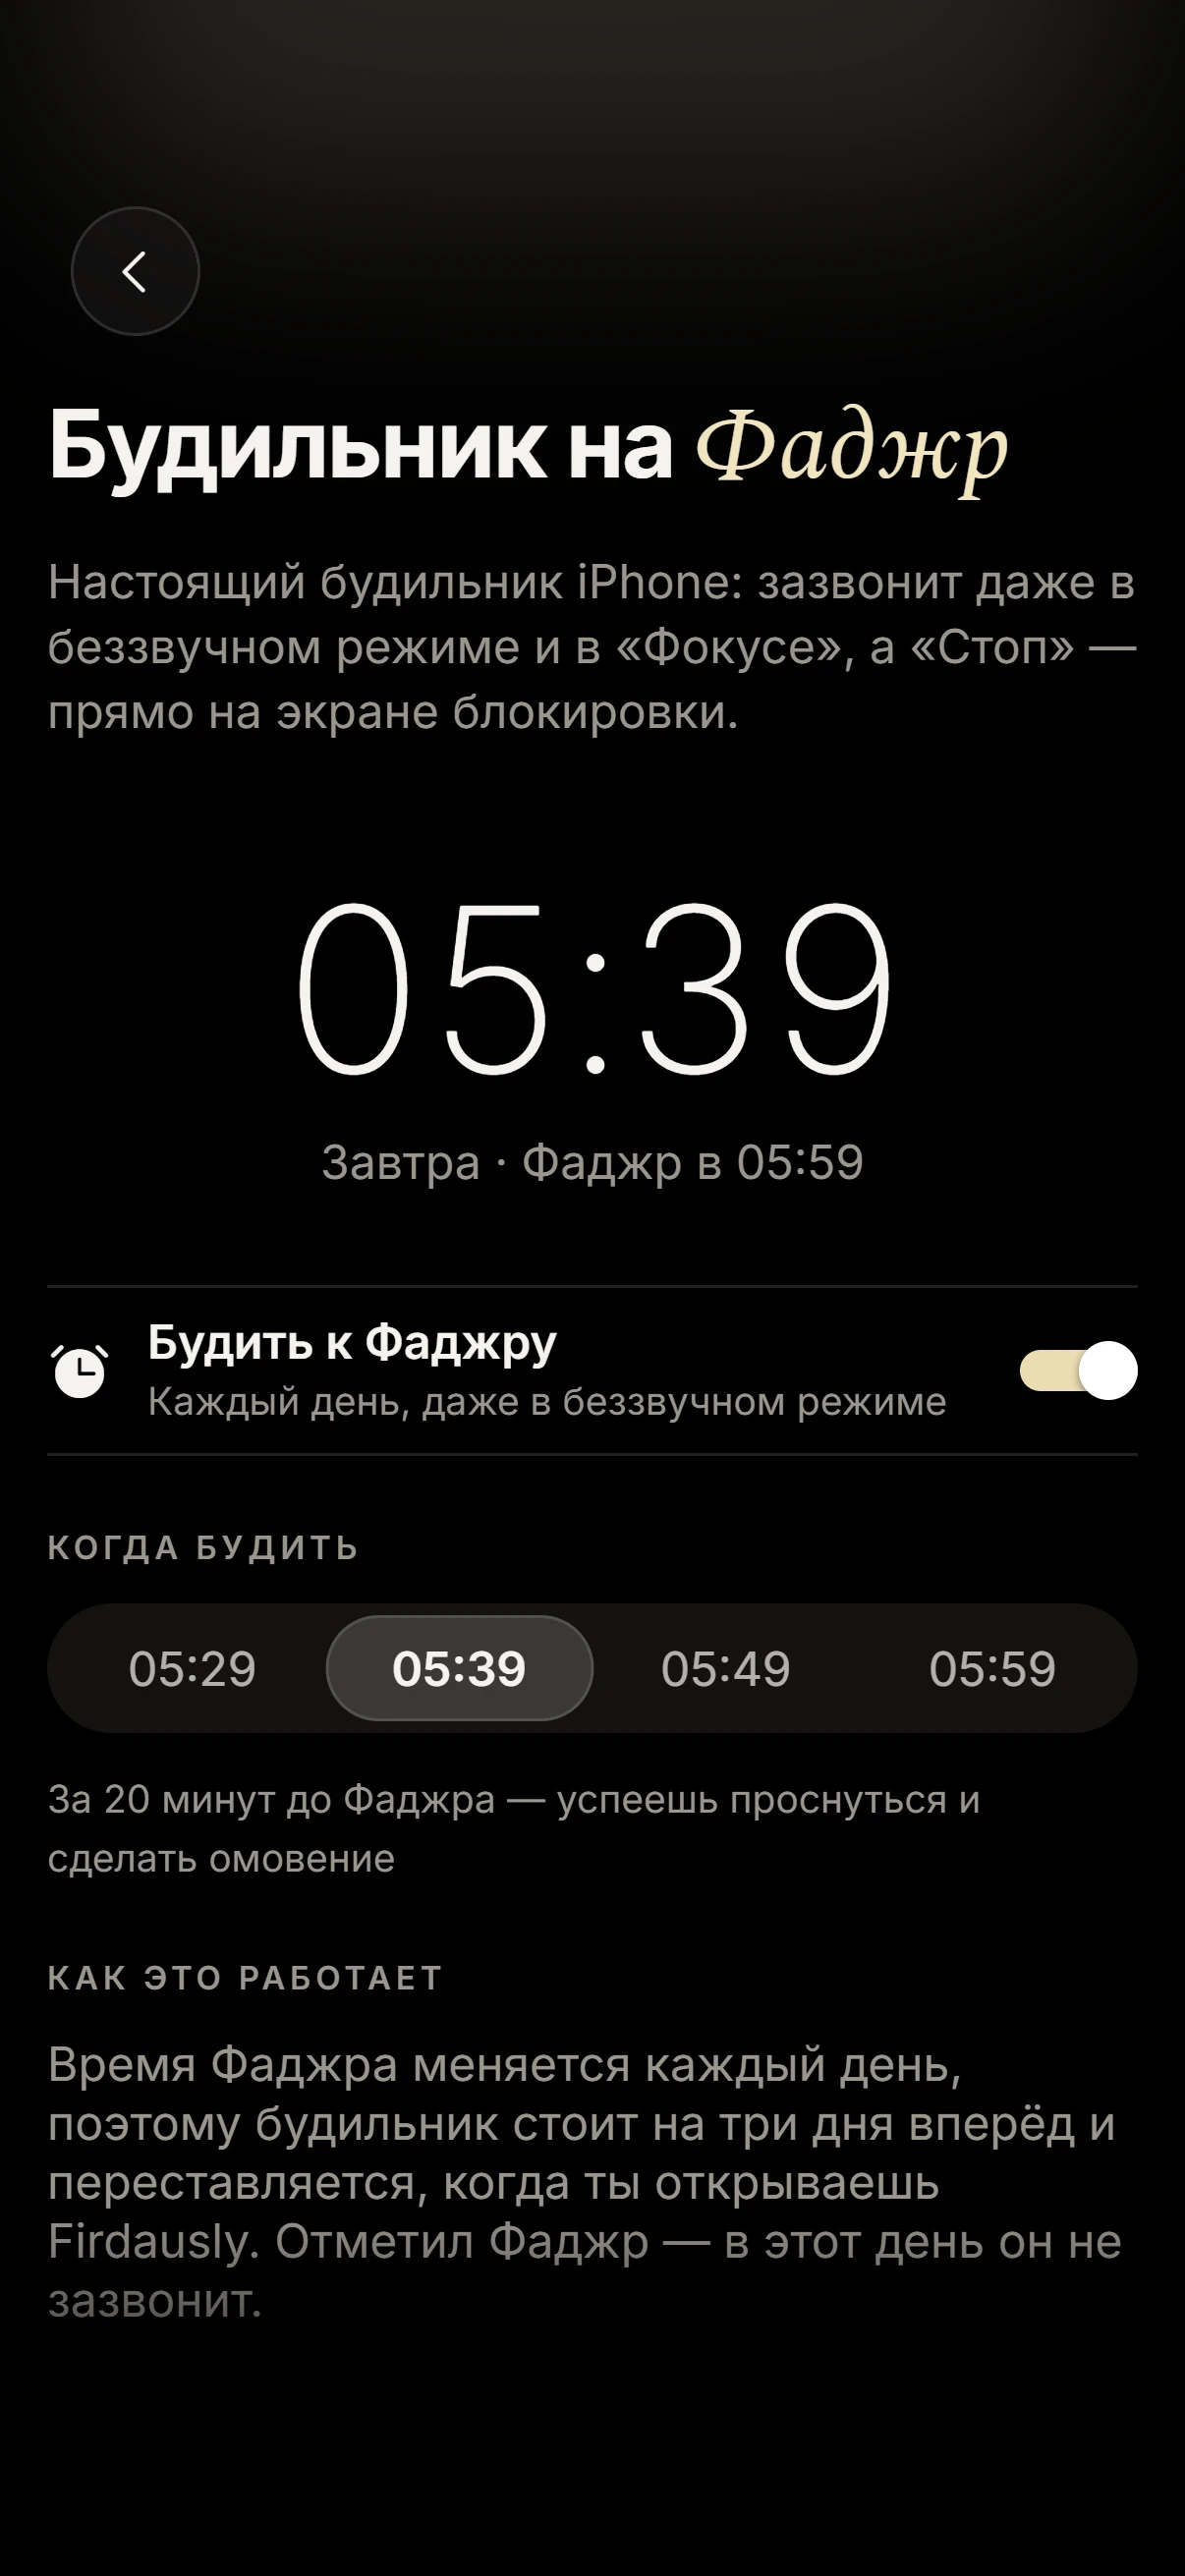 Будильник на Фаджр
Настоящий будильник iPhone: зазвонит даже в
беззвучном режиме и в «Фокусе», а «Стоп» —
прямо на экране блокировки.
05:39
Завтра · Фаджр в 05:59
Будить к Фаджру
Каждый день, даже в беззвучном режиме
КОГДА БУДИТЬ
05:29 05:39 05:49 05:59
За 20 минут до Фаджра — успеешь проснуться и
сделать омовение
КАК ЭТО РАБОТАЕТ
Время Фаджра меняется каждый день,
поэтому будильник стоит на три дня вперёд и
переставляется, когда ты открываешь
Firdausly. Отметил Фаджр — в этот день он не
зазвонит.